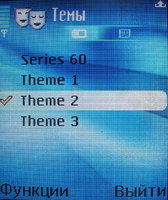 Темы
Series 60
Theme 1
Theme 2
Theme 3
Функции Выйти